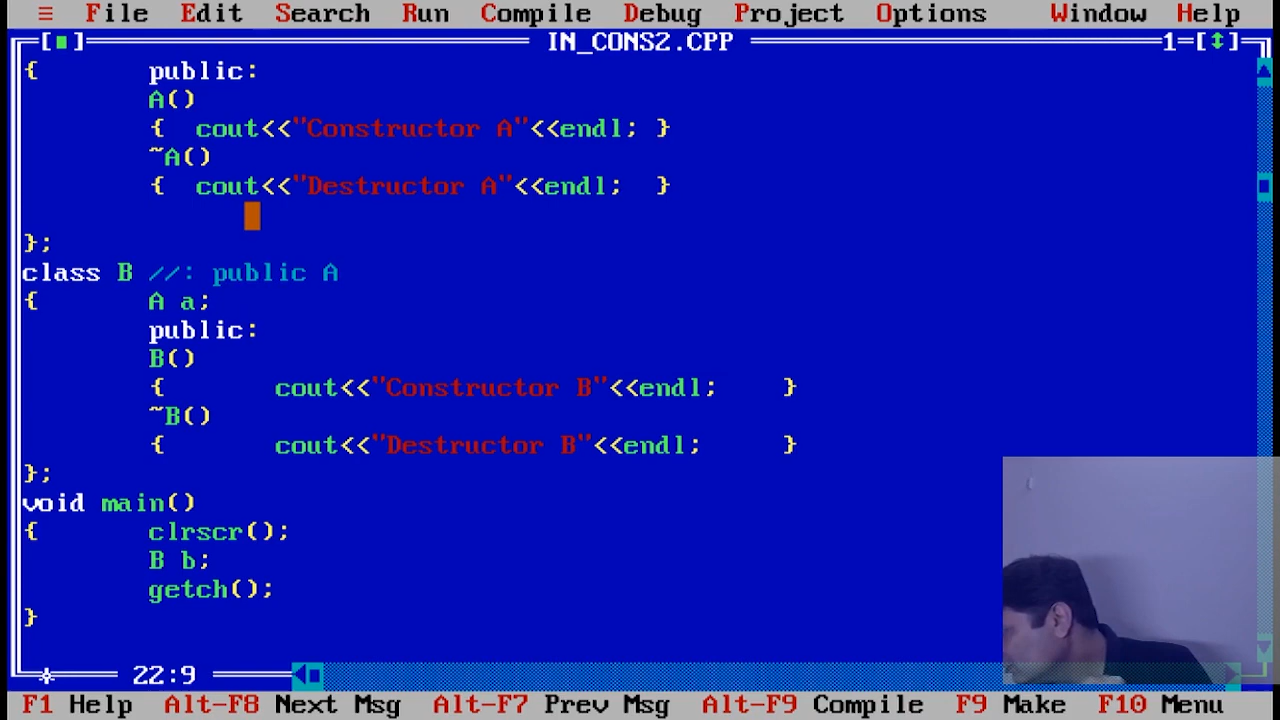 ≡ File Edit Search Run Compile Debug Project Options Window Help
[■] IN_CONS2.CPP 1=[↕]
{ public:
A()
{ cout<<"Constructor A"<<endl; }
~A()
{ cout<<"Destructor A"<<endl; }
};
class B //: public A
{ A a;
public:
B()
{ cout<<"Constructor B"<<endl; }
~B()
{ cout<<"Destructor B"<<endl; }
};
void main()
{ clrscr();
B b;
getch();
}
22:9
F1 Help Alt-F8 Next Msg Alt-F7 Prev Msg Alt-F9 Compile F9 Make F10 Menu